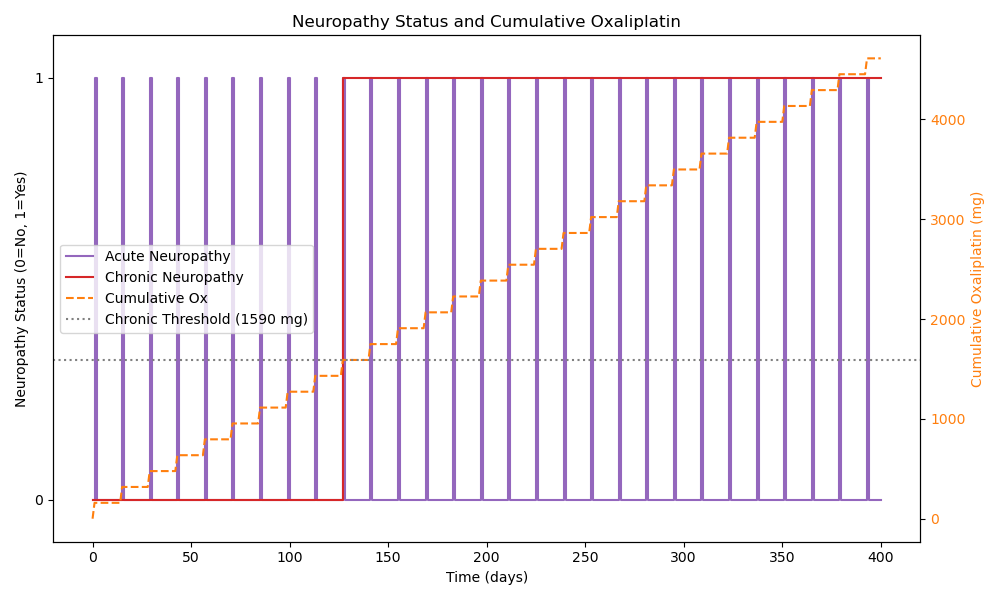 Neuropathy Status and Cumulative Oxaliplatin
Neuropathy Status (0=No, 1=Yes)
1
0
Acute Neuropathy
Chronic Neuropathy
Cumulative Ox
Chronic Threshold (1590 mg)
4000
3000
2000
1000
0
Cumulative Oxaliplatin (mg)
0 50 100 150 200 250 300 350 400
Time (days)